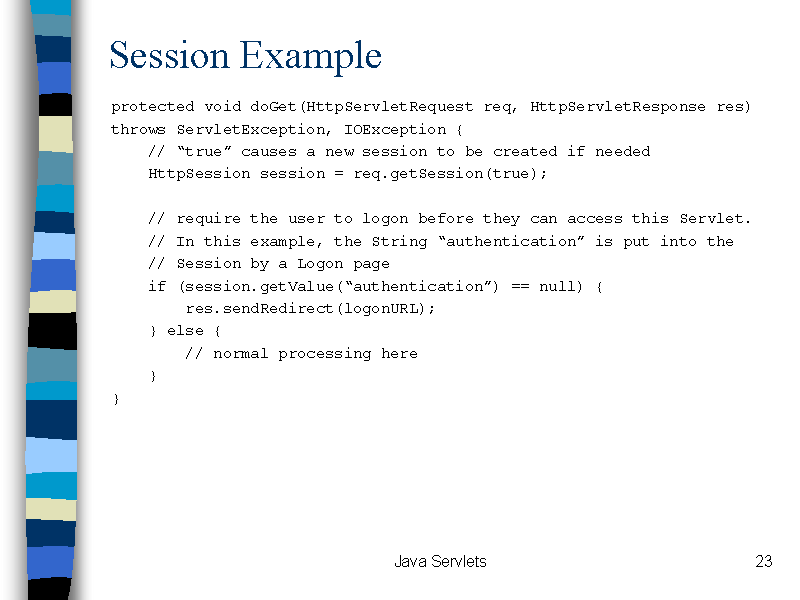 Session Example
protected void doGet(HttpServletRequest req, HttpServletResponse res)
throws ServletException, IOException {
    // “true” causes a new session to be created if needed
    HttpSession session = req.getSession(true);

    // require the user to logon before they can access this Servlet.
    // In this example, the String “authentication” is put into the
    // Session by a Logon page
    if (session.getValue(“authentication”) == null) {
        res.sendRedirect(logonURL);
    } else {
        // normal processing here
    }
}
Java Servlets
23